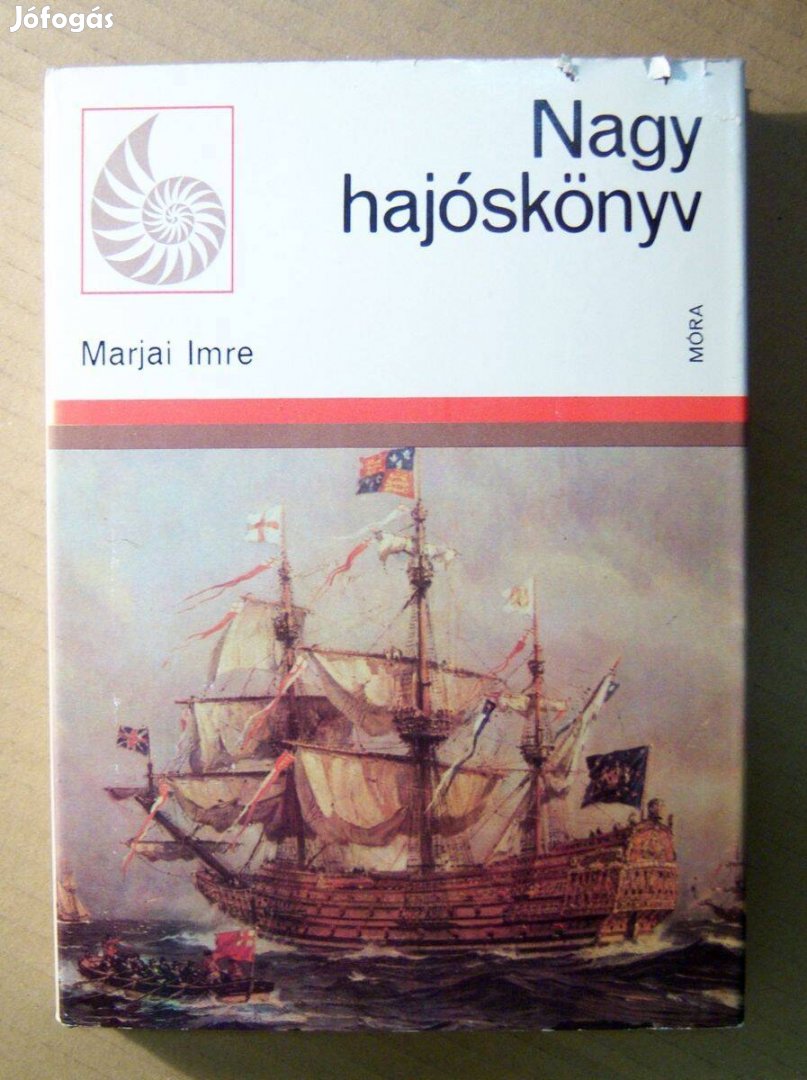 Jófogás
Nagy
hajóskönyv
MÓRA
Marjai Imre